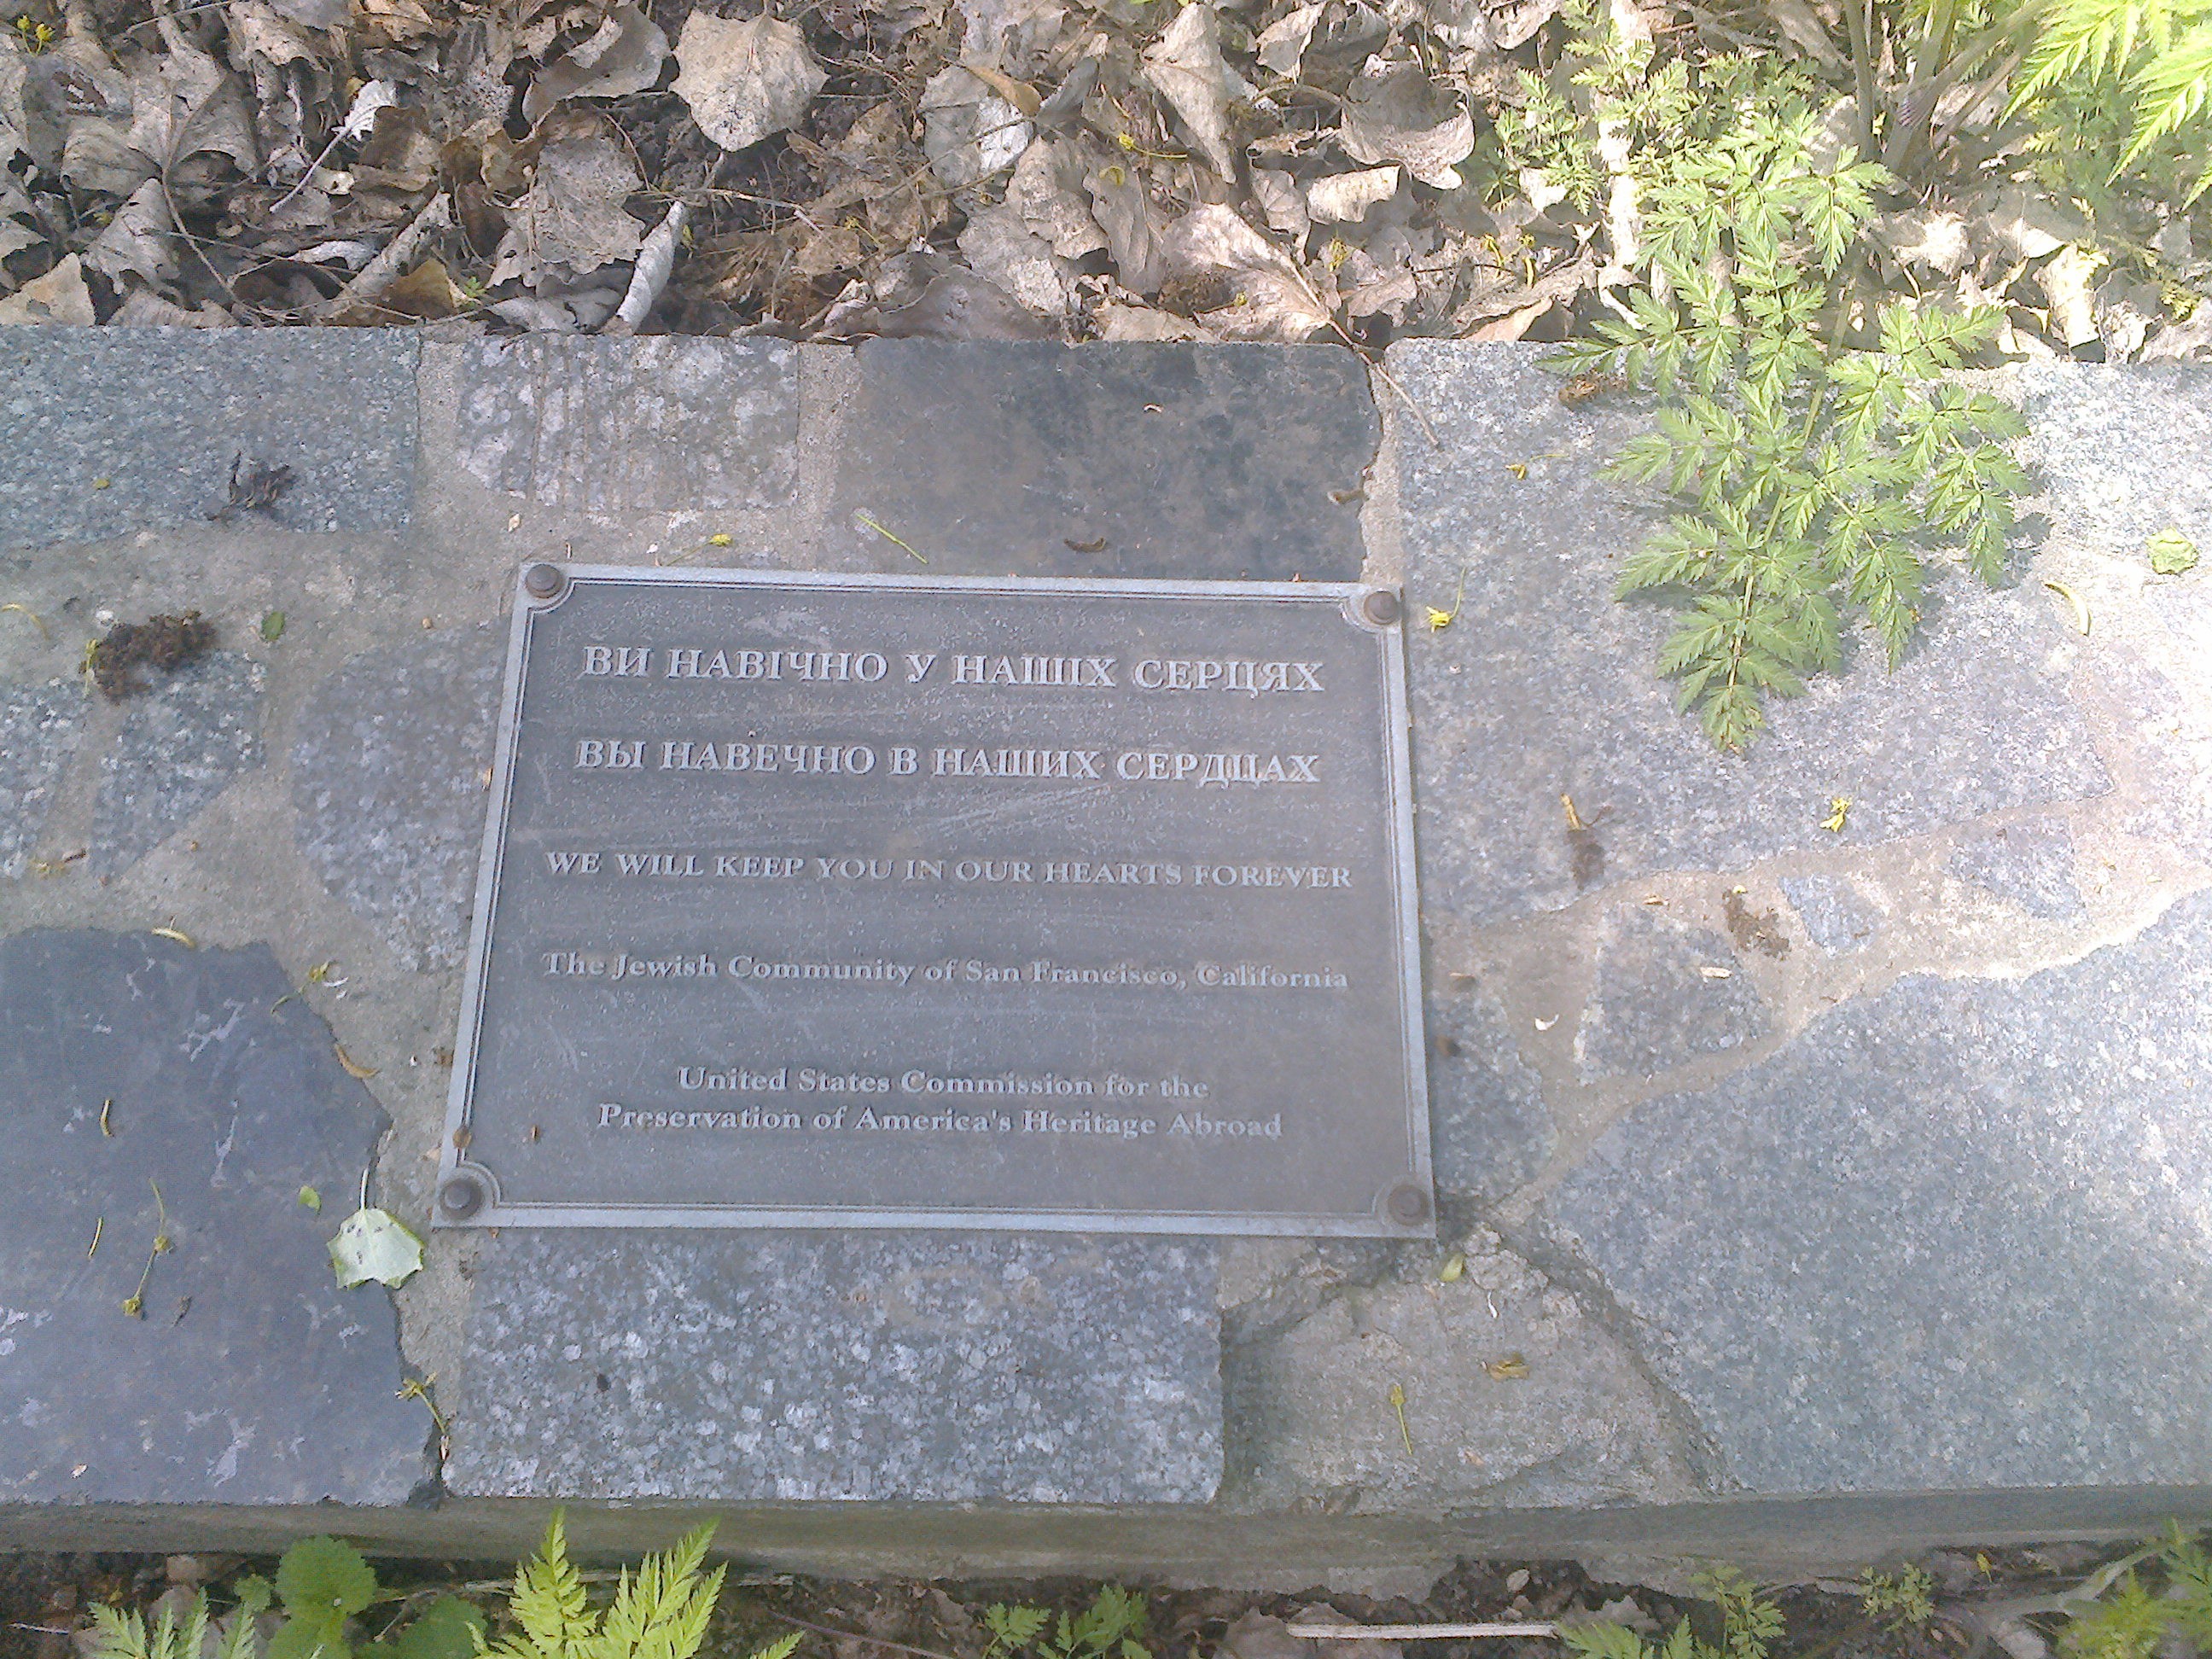 ВИ НАВІЧНО У НАШІХ СЕРЦЯХ
ВЫ НАВЕЧНО В НАШИХ СЕРДЦАХ
WE WILL KEEP YOU IN OUR HEARTS FOREVER
The Jewish Community of San Francisco, California
United States Commission for the
Preservation of America's Heritage Abroad